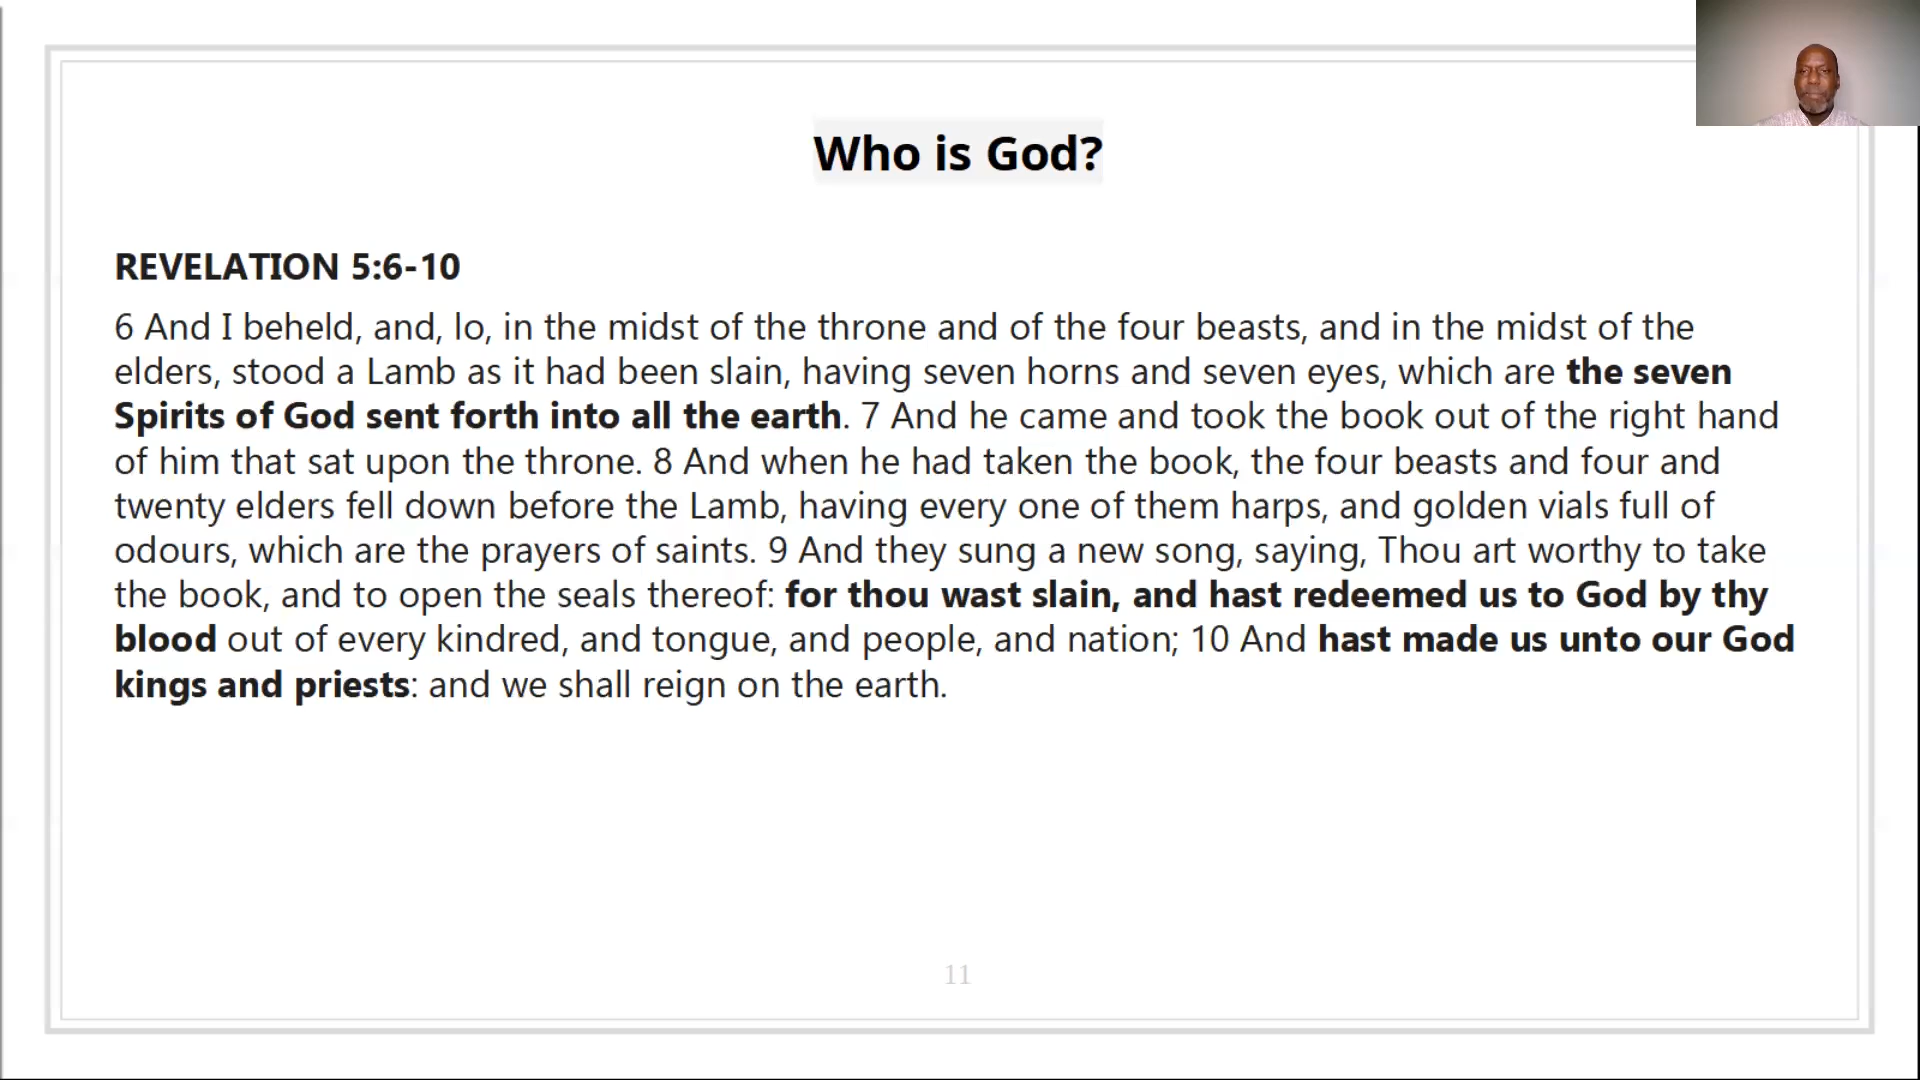 Who is God?
REVELATION 5:6-10
6 And I beheld, and, lo, in the midst of the throne and of the four beasts, and in the midst of the
elders, stood a Lamb as it had been slain, having seven horns and seven eyes, which are the seven
Spirits of God sent forth into all the earth. 7 And he came and took the book out of the right hand
of him that sat upon the throne. 8 And when he had taken the book, the four beasts and four and
twenty elders fell down before the Lamb, having every one of them harps, and golden vials full of
odours, which are the prayers of saints. 9 And they sung a new song, saying, Thou art worthy to take
the book, and to open the seals thereof: for thou wast slain, and hast redeemed us to God by thy
blood out of every kindred, and tongue, and people, and nation; 10 And hast made us unto our God
kings and priests: and we shall reign on the earth.
11